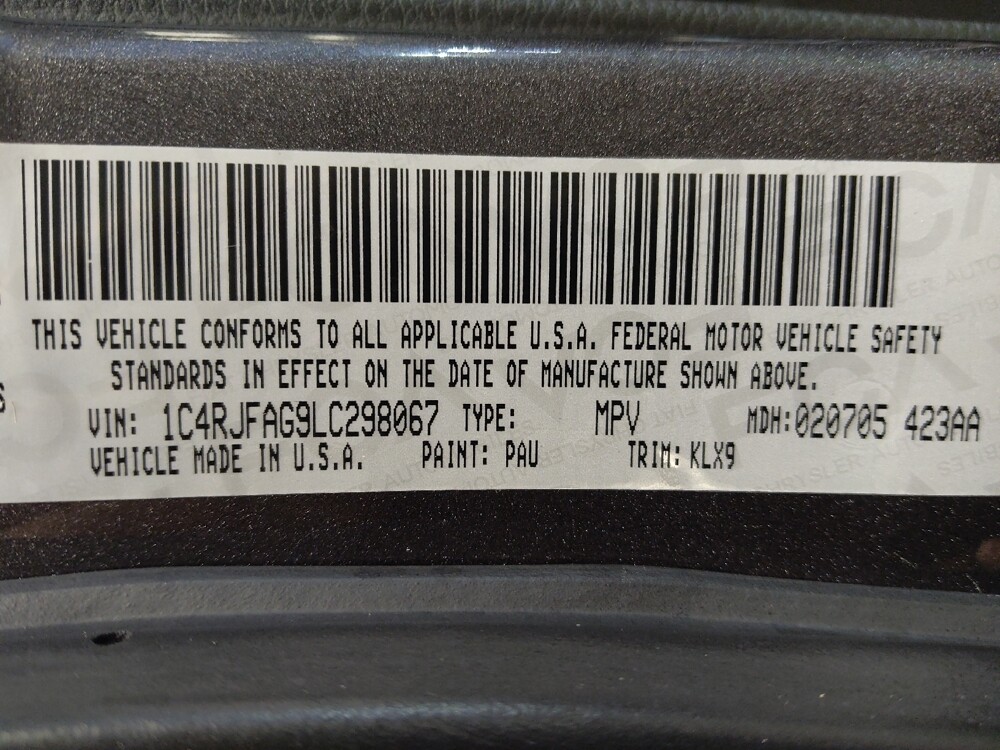 THIS VEHICLE CONFORMS TO ALL APPLICABLE U.S.A. FEDERAL MOTOR VEHICLE SAFETY
STANDARDS IN EFFECT ON THE DATE OF MANUFACTURE SHOWN ABOVE.
VIN: 1C4RJFAG9LC298067 TYPE: MPV MDH:020705 423AA
VEHICLE MADE IN U.S.A. PAINT: PAU TRIM: KLX9